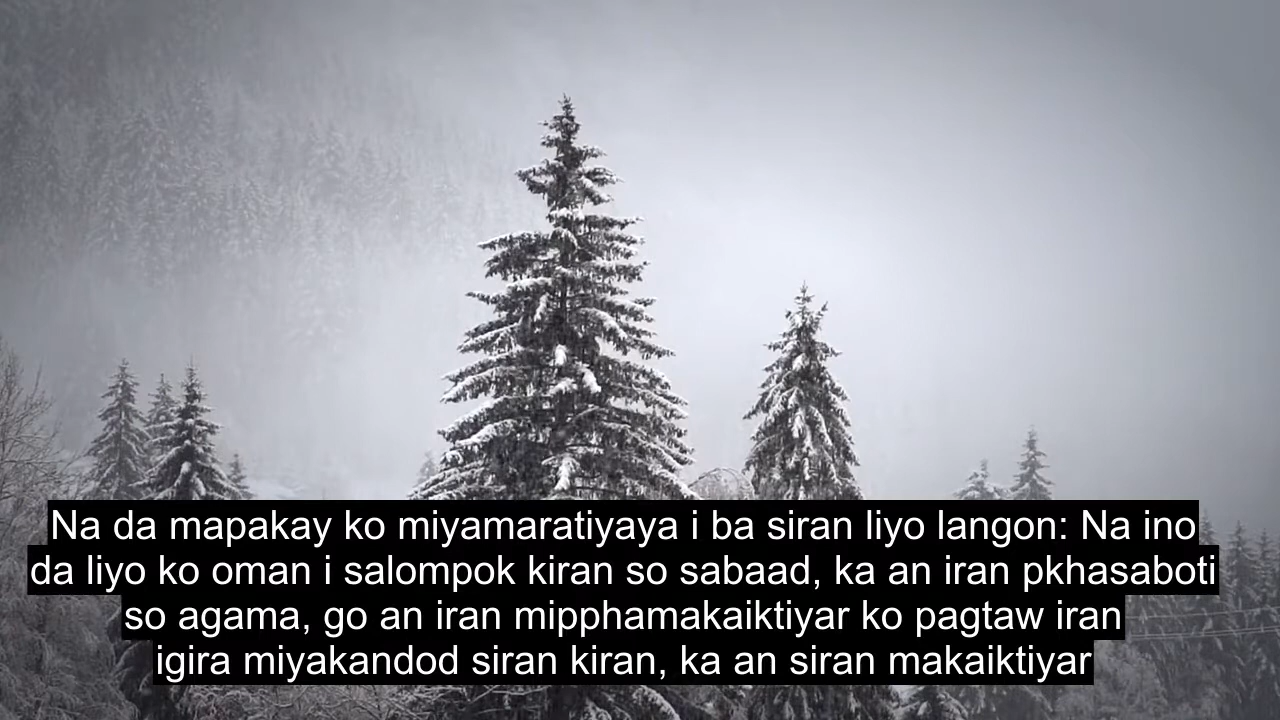 Na da mapakay ko miyamaratiyaya i ba siran liyo langon: Na ino
da liyo ko oman i salompok kiran so sabaad, ka an iran pkhasaboti
so agama, go an iran mipphamakaiktiyar ko pagtaw iran
igira miyakandod siran kiran, ka an siran makaiktiyar